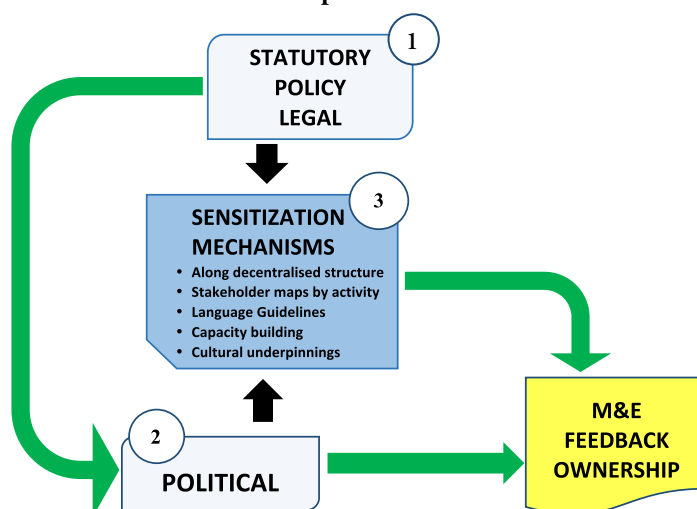 1
STATUTORY
POLICY
LEGAL
3
SENSITIZATION
MECHANISMS
• Along decentralised structure
• Stakeholder maps by activity
• Language Guidelines
• Capacity building
• Cultural underpinnings
2
POLITICAL
M&E
FEEDBACK
OWNERSHIP